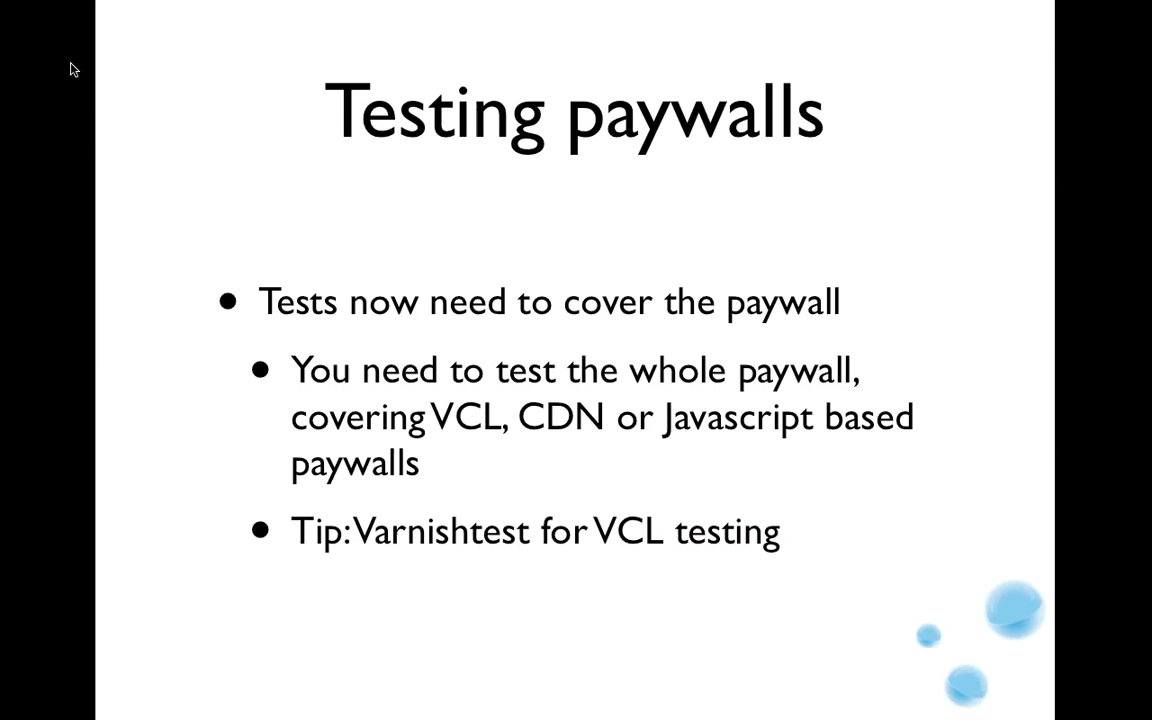 Testing paywalls
• Tests now need to cover the paywall
• You need to test the whole paywall,
covering VCL, CDN or Javascript based
paywalls
• Tip: Varnishtest for VCL testing